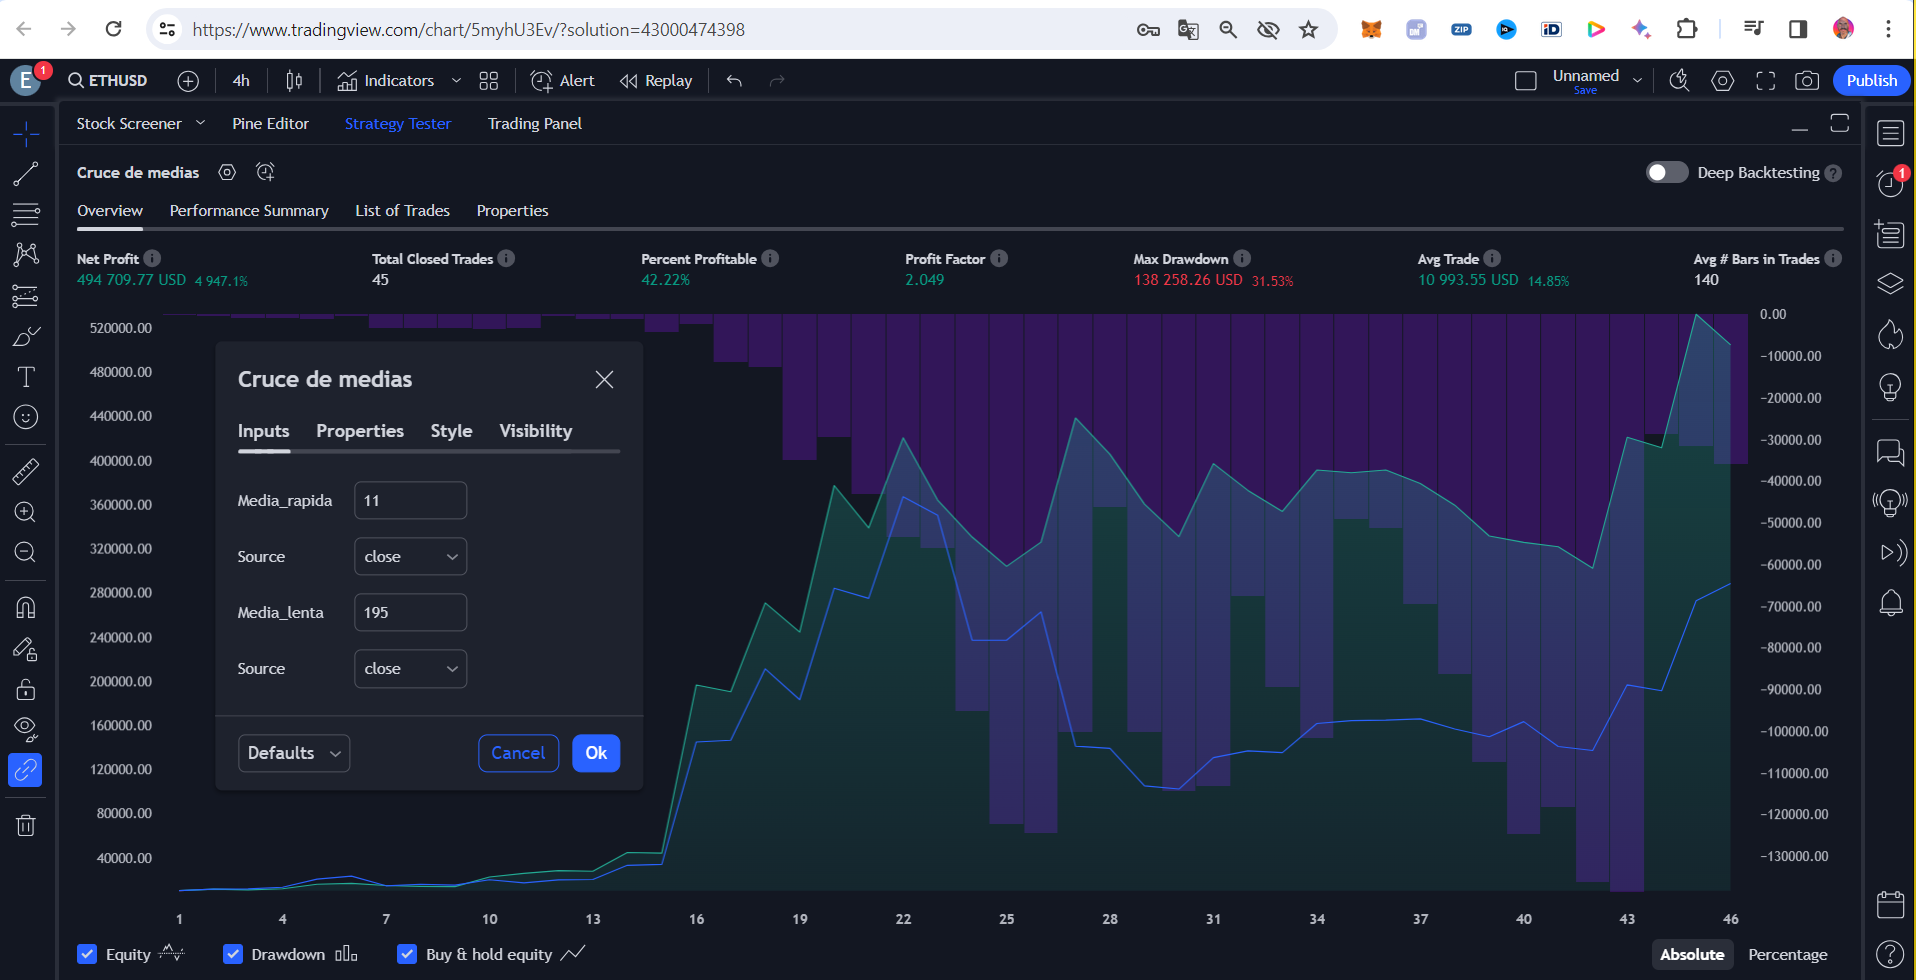 https://www.tradingview.com/chart/5myhU3Ev/?solution=43000474398
ZIP
iD
E 1 ETHUSD 4h Indicators Alert Replay Unnamed Save Publish
Stock Screener Pine Editor Strategy Tester Trading Panel
Cruce de medias Deep Backtesting ?
1
Overview Performance Summary List of Trades Properties
Net Profit Total Closed Trades Percent Profitable Profit Factor Max Drawdown Avg Trade Avg # Bars in Trades
494 709.77 USD 4 947.1% 45 42.22% 2.049 138 258.26 USD 31.53% 10 993.55 USD 14.85% 140
520000.00
480000.00
440000.00
400000.00
360000.00
320000.00
280000.00
240000.00
200000.00
160000.00
120000.00
80000.00
40000.00
Cruce de medias
Inputs Properties Style Visibility
Media_rapida 11
Source close
Media_lenta 195
Source close
Defaults Cancel Ok
0.00
−10000.00
−20000.00
−30000.00
−40000.00
−50000.00
−60000.00
−70000.00
−80000.00
−90000.00
−100000.00
−110000.00
−120000.00
−130000.00
1 4 7 10 13 16 19 22 25 28 31 34 37 40 43 46
Equity Drawdown Buy & hold equity Absolute Percentage